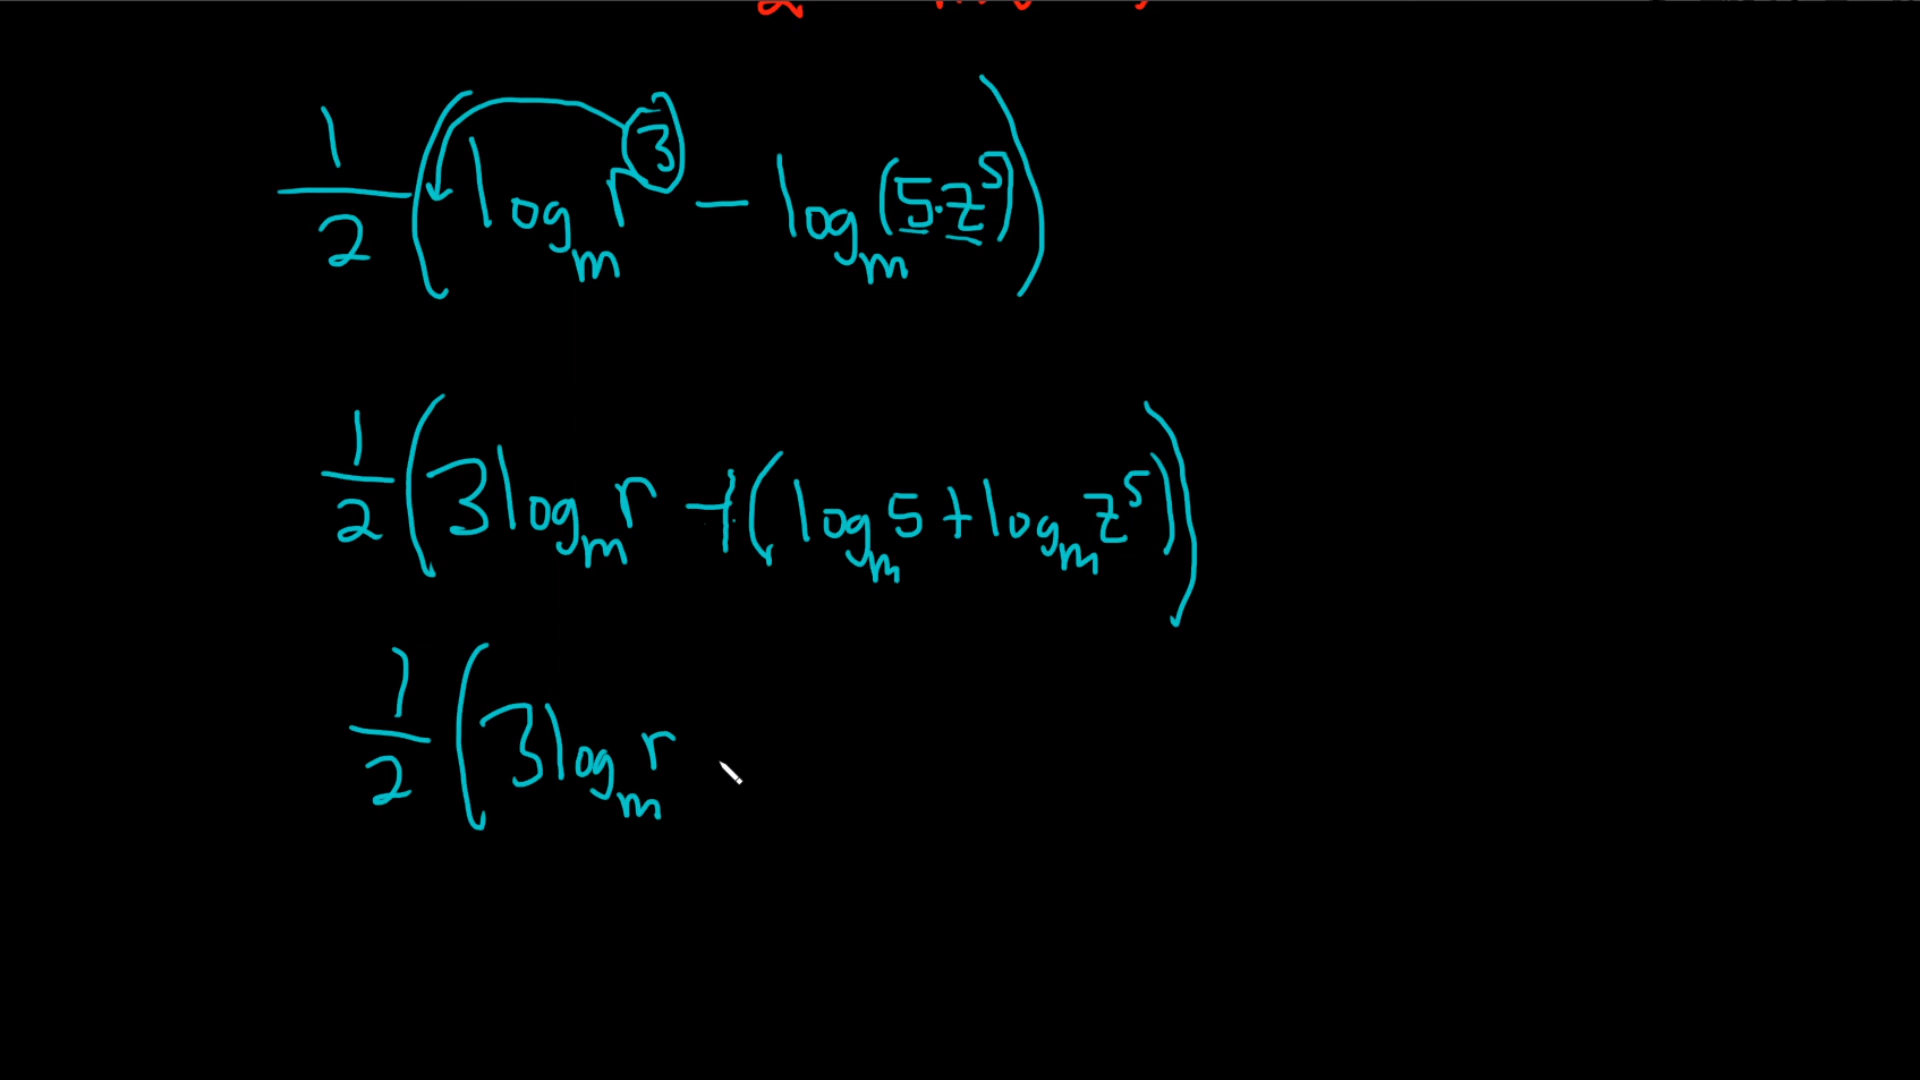 1/2 (log_m r^3 - log_m (5·z^5))
1/2 (3 log_m r - 1 (log_m 5 + log_m z^5))
1/2 (3 log_m r